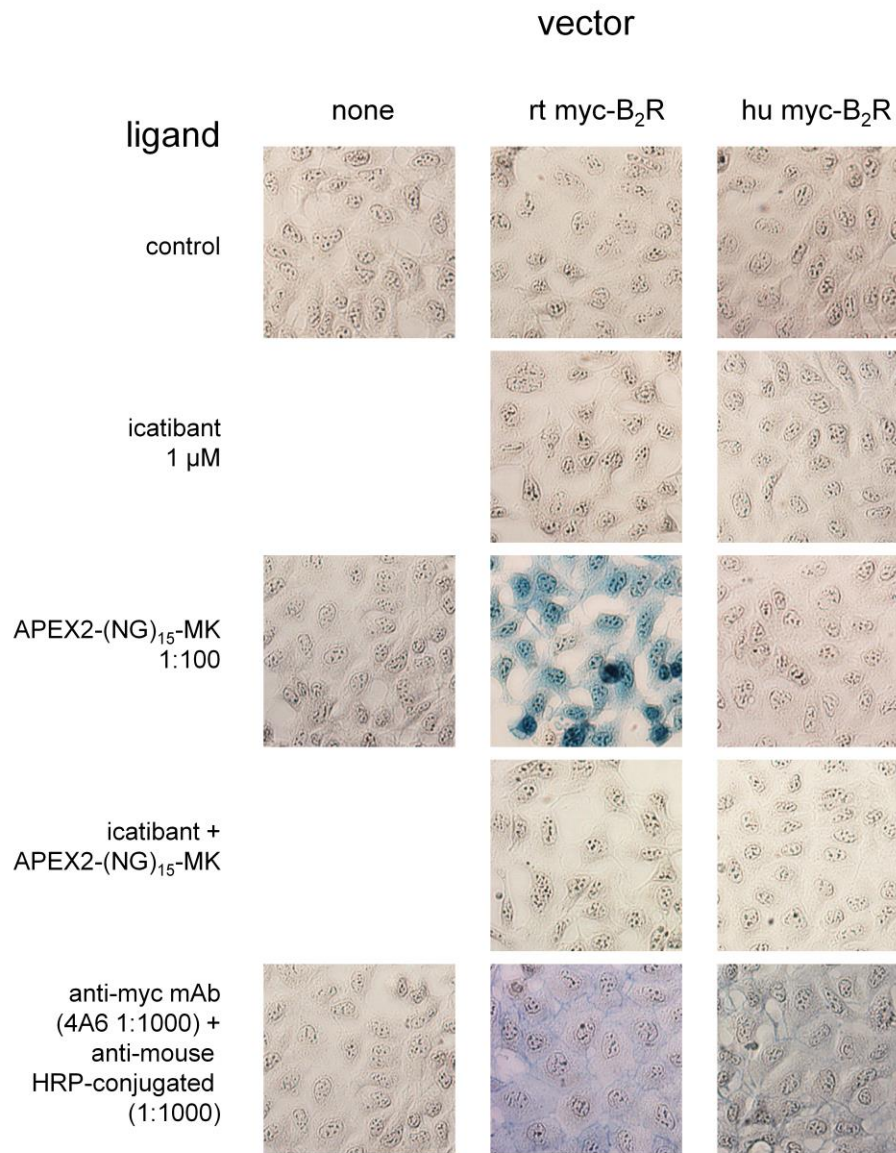 vector
ligand
none
rt myc-B₂R
hu myc-B₂R
control
icatibant
1 µM
APEX2-(NG)₁₅-MK
1:100
icatibant +
APEX2-(NG)₁₅-MK
anti-myc mAb
(4A6 1:1000) +
anti-mouse
HRP-conjugated
(1:1000)